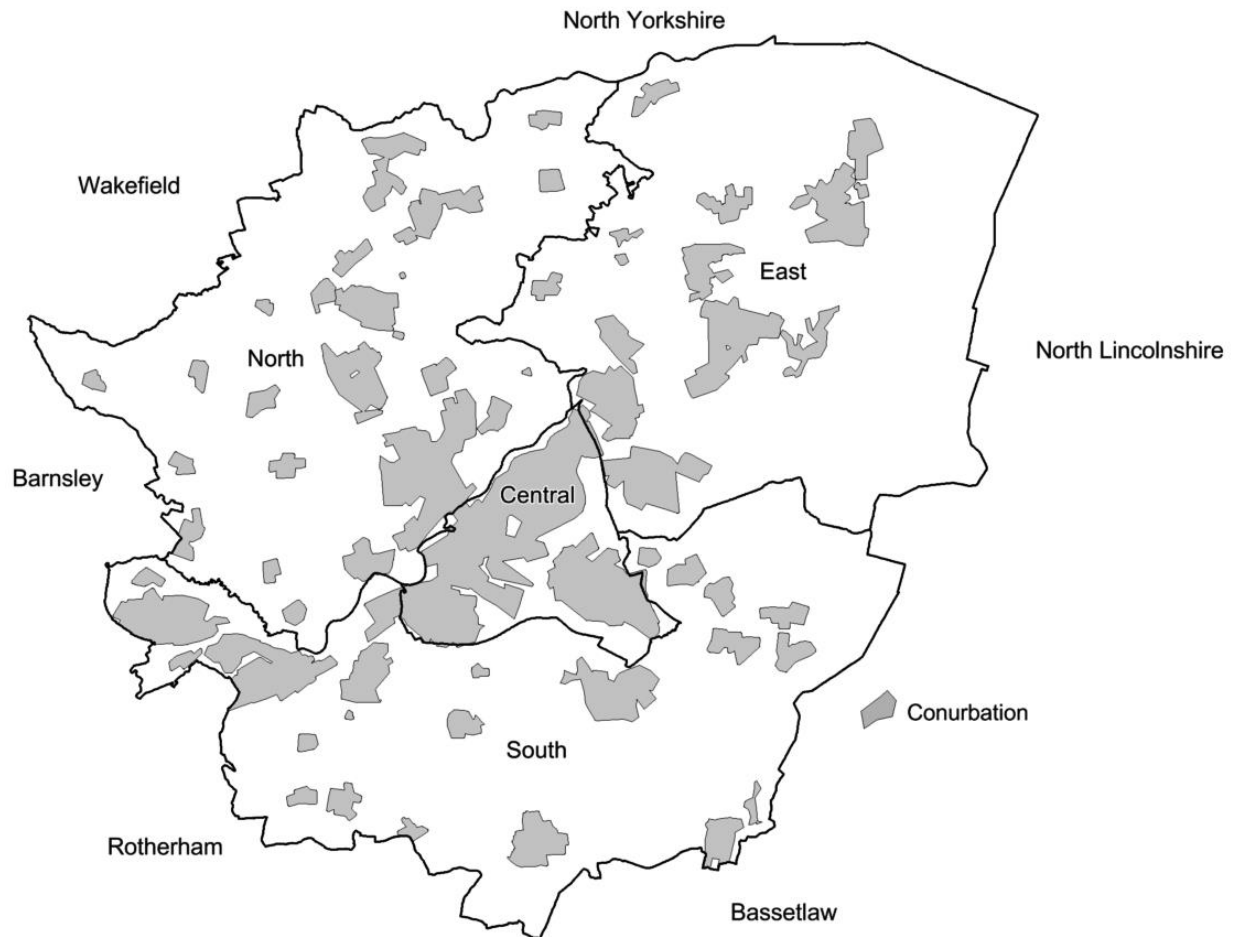 North Yorkshire
Wakefield
East
North Lincolnshire
North
Barnsley
Central
Conurbation
South
Rotherham
Bassetlaw